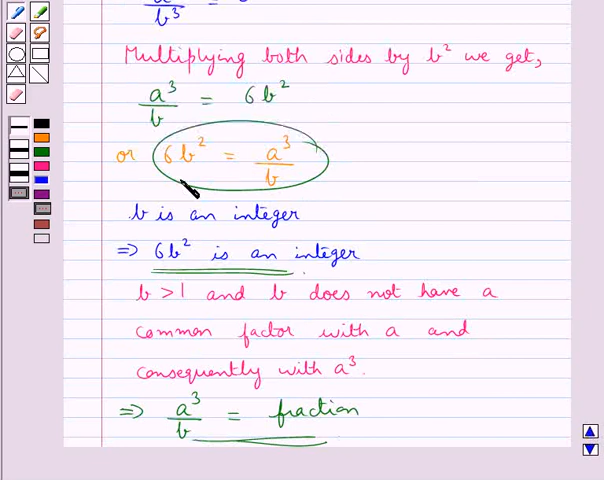 b³
Multiplying both sides by b² we get,
a³/b = 6b²
or 6b² = a³/b
b is an integer
⇒ 6b² is an integer
b > 1 and b does not have a
common factor with a and
consequently with a³.
⇒ a³/b = fraction